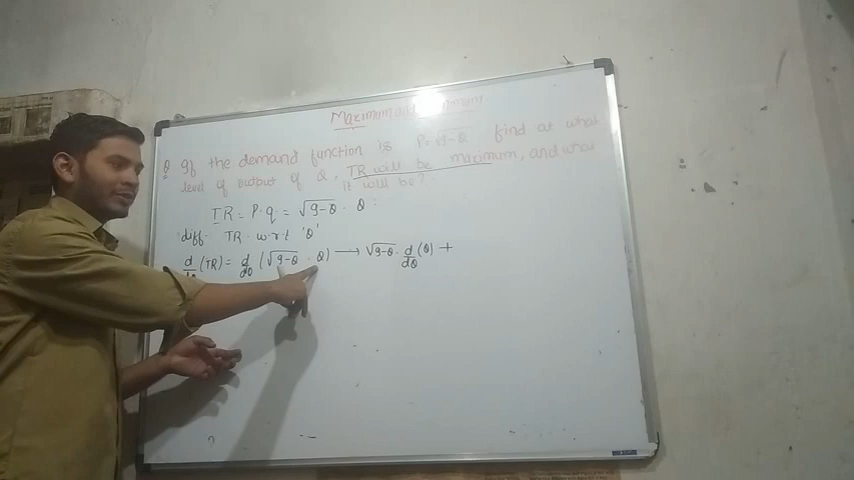 Maximum and Minimum
Q If the demand function is P=√9-Q find at what
level of output of Q, TR will be maximum, and what
it will be?
TR = P·q = √9-Q · Q :
diff. TR w·r·t 'Q'
d/dQ (TR) = d/dQ (√9-Q · Q) ⟶ √9-Q · d/dQ (Q) +